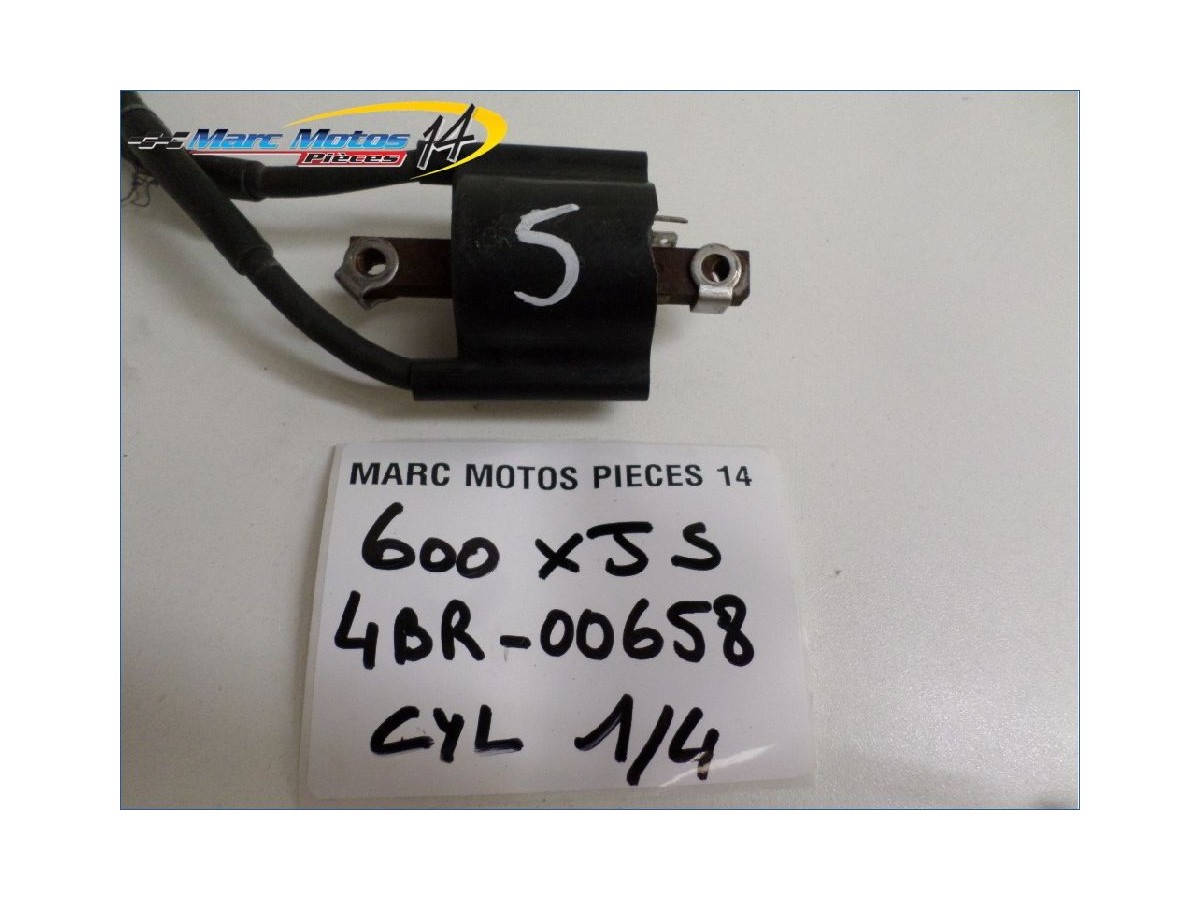 Marc Motos 14
Pièces
5
MARC MOTOS PIECES 14
600 XJS
4BR-00658
CYL 1/4